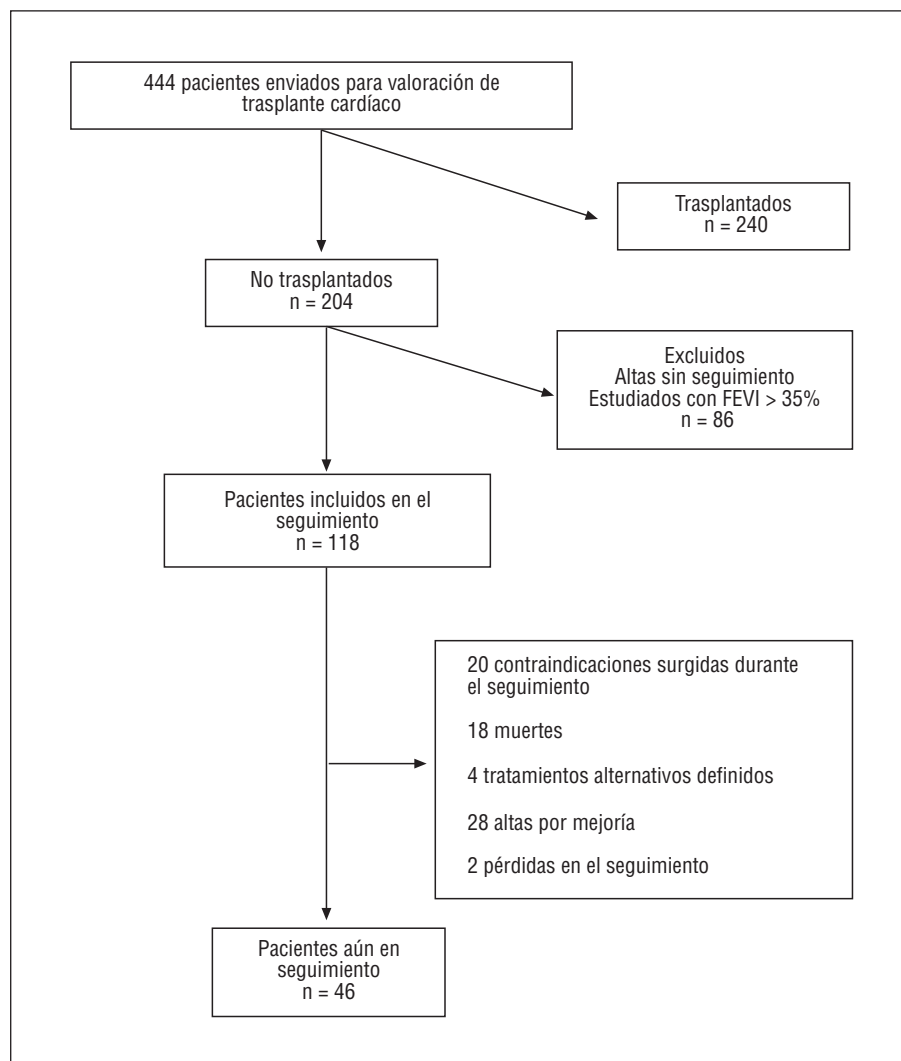 444 pacientes enviados para valoración de
trasplante cardíaco
Trasplantados
n = 240
No trasplantados
n = 204
Excluidos
Altas sin seguimiento
Estudiados con FEVI > 35%
n = 86
Pacientes incluidos en el
seguimiento
n = 118
20 contraindicaciones surgidas durante
el seguimiento
18 muertes
4 tratamientos alternativos definidos
28 altas por mejoría
2 pérdidas en el seguimiento
Pacientes aún en
seguimiento
n = 46